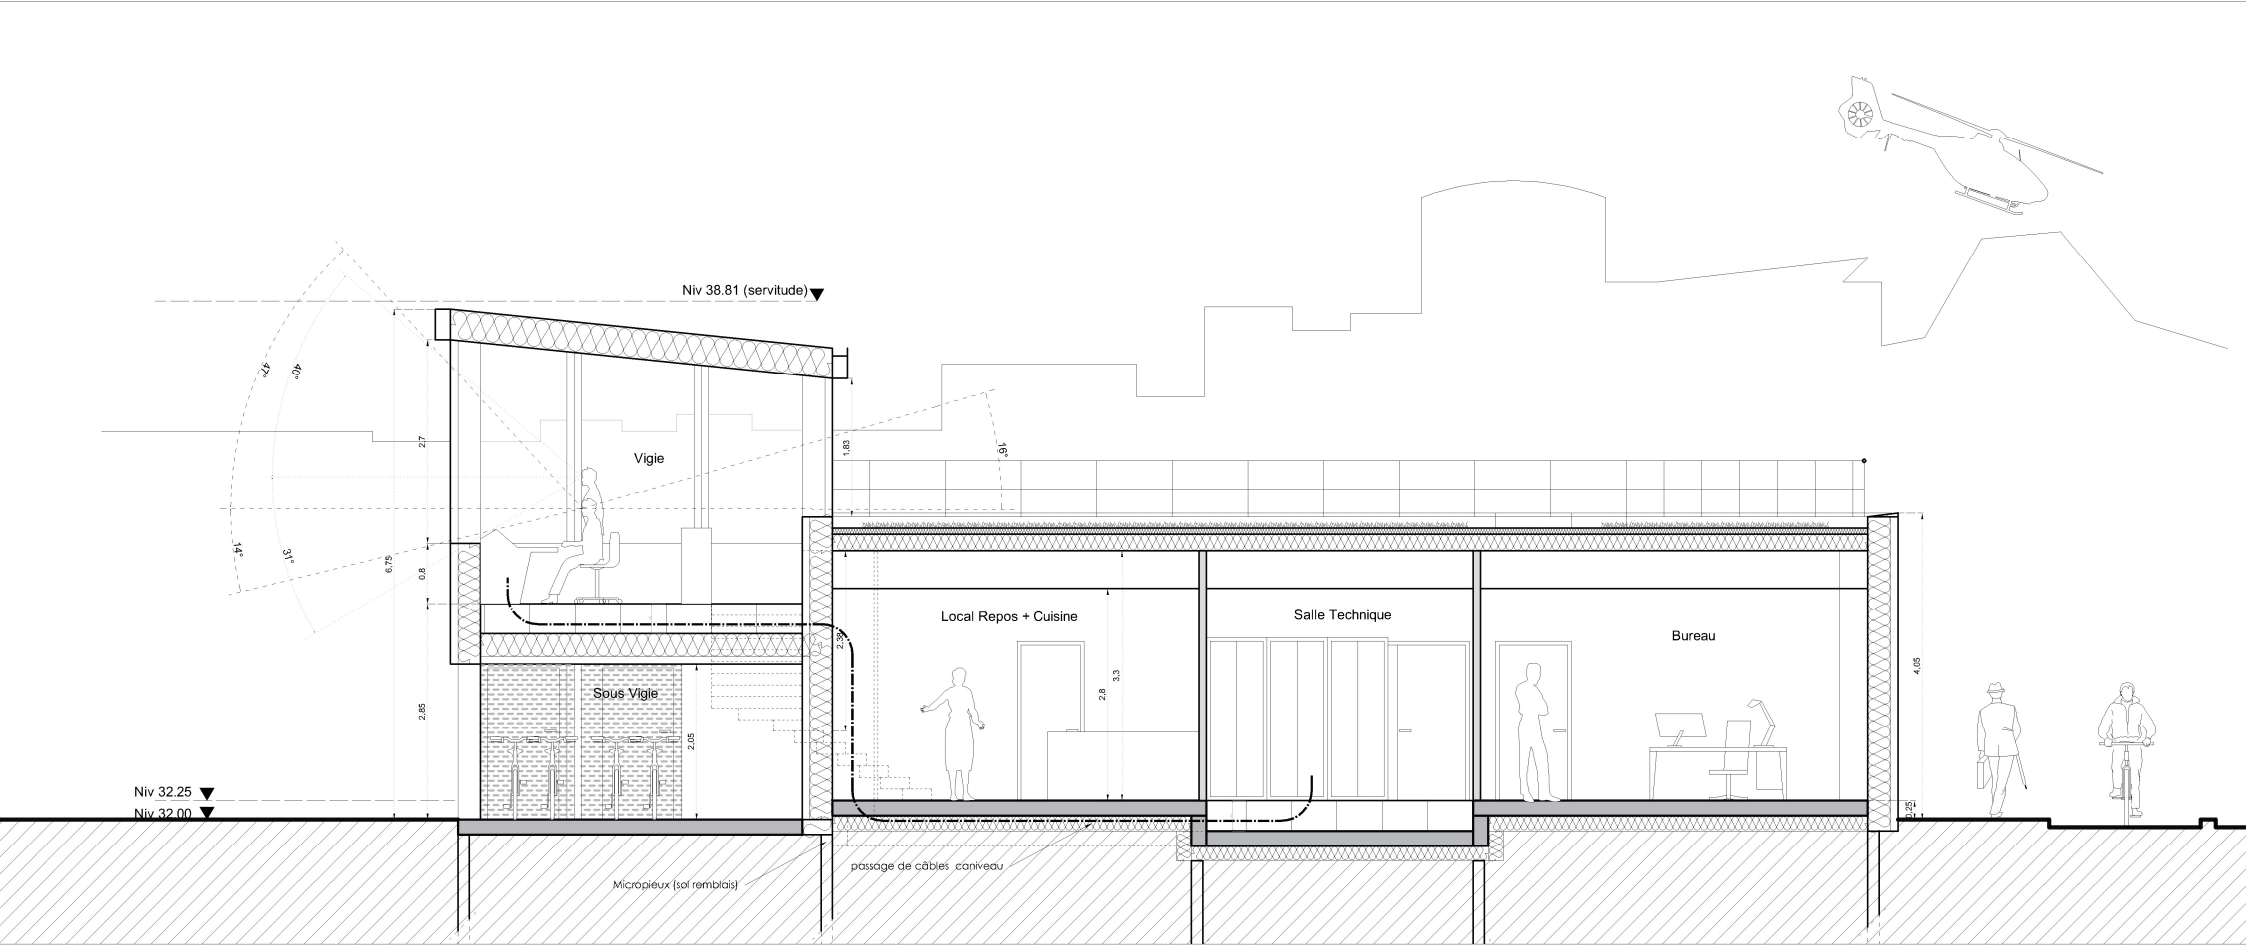 Niv 38.81 (servitude)
47°
40°
16°
2,7
Vigie
1,83
14°
31°
6,75
0,8
2,38
Local Repos + Cuisine
Salle Technique
Bureau
3,3
2,8
4,05
Sous Vigie
2,85
2,05
Niv 32.25
Niv 32.00
0,25
passage de câbles caniveau
Micropieux (sol remblais)